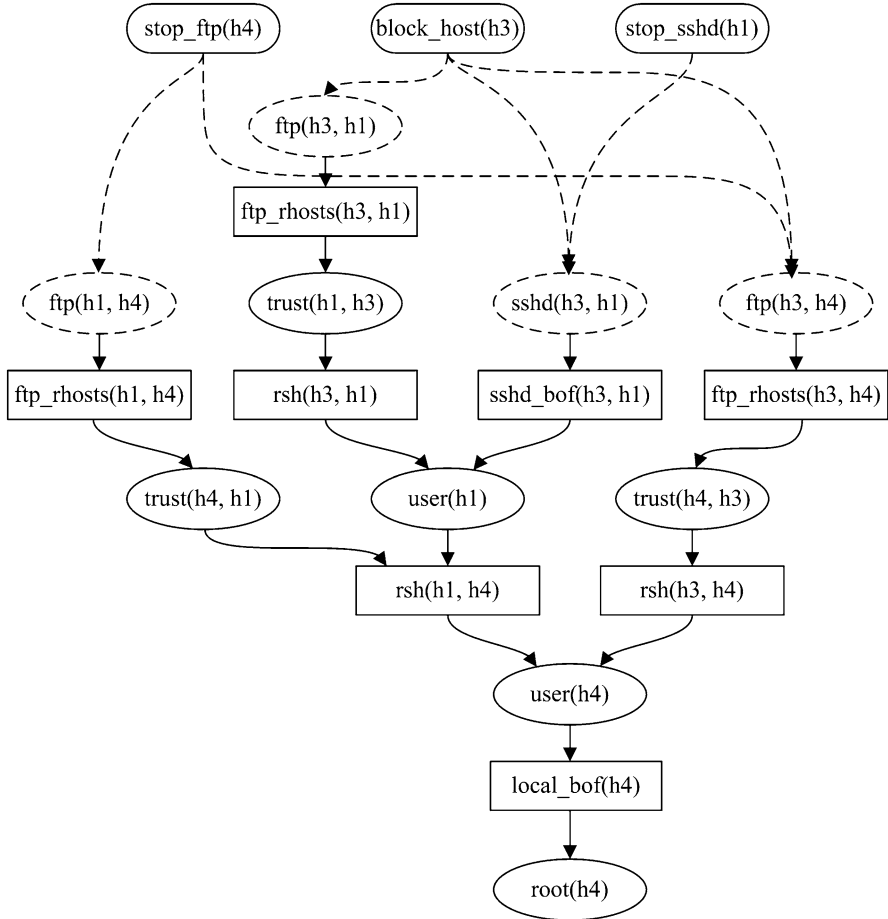 stop_ftp(h4)
block_host(h3)
stop_sshd(h1)
ftp(h3, h1)
ftp_rhosts(h3, h1)
ftp(h1, h4)
trust(h1, h3)
sshd(h3, h1)
ftp(h3, h4)
ftp_rhosts(h1, h4)
rsh(h3, h1)
sshd_bof(h3, h1)
ftp_rhosts(h3, h4)
trust(h4, h1)
user(h1)
trust(h4, h3)
rsh(h1, h4)
rsh(h3, h4)
user(h4)
local_bof(h4)
root(h4)